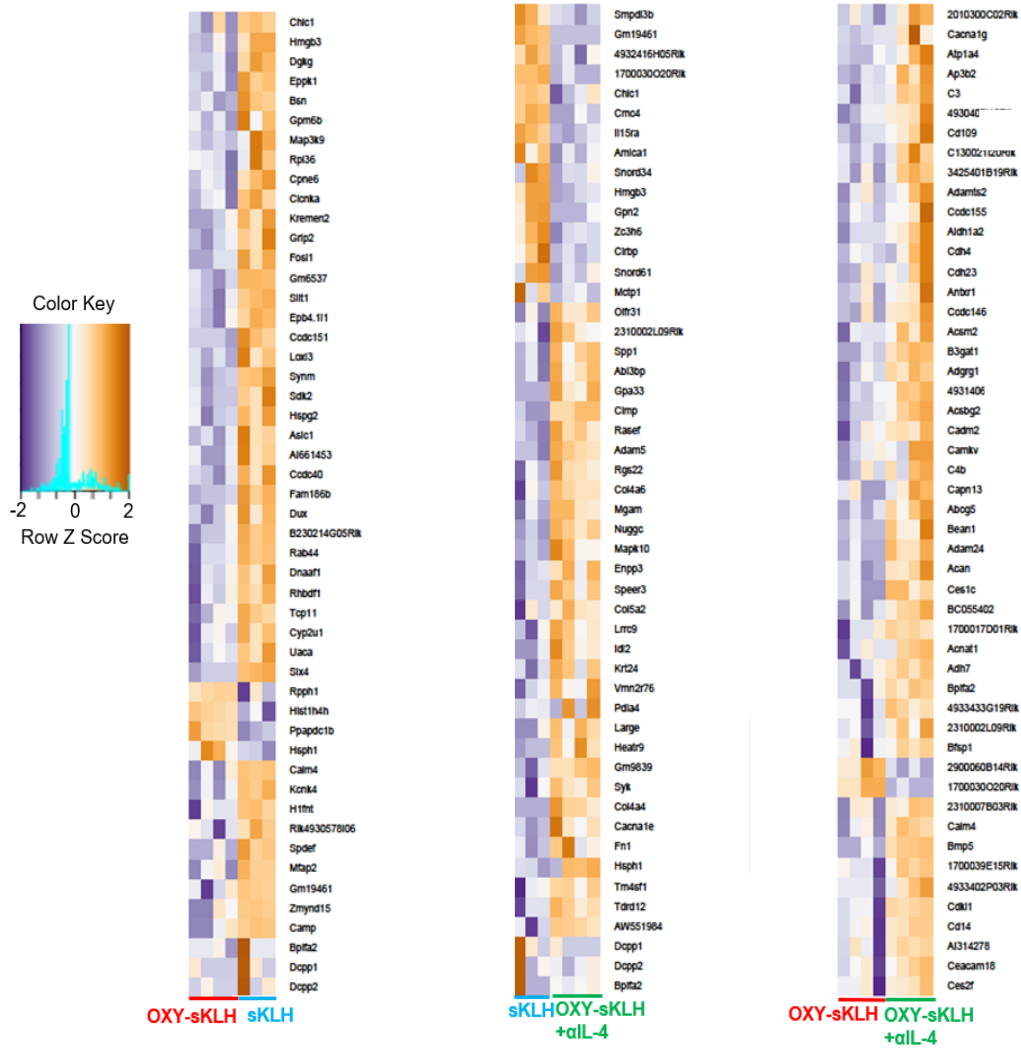 Color Key
-2 0 2
Row Z Score
Chic1
Hmgb3
Dgkg
Eppk1
Bsn
Gpm6b
Map3k9
Rpl36
Cpne6
Clcnka
Kremen2
Grip2
Fosl1
Gm6537
Slit1
Epb4.1l1
Ccdc151
Loxl3
Synm
Sdk2
Hspg2
Asic1
AI661453
Ccdc40
Fam186b
Dux
B230214G05Rik
Rab44
Dnaaf1
Rhbdf1
Tcp11
Cyp2u1
Uaca
Six4
Rpph1
Hist1h4h
Ppapdc1b
Hsph1
Calm4
Kcnk4
H1fnt
Rik4930578I06
Spdef
Mfap2
Gm19461
Zmynd15
Camp
Bpifa2
Dcpp1
Dcpp2
OXY-sKLH sKLH
Smpdl3b
Gm19461
4932416H05Rik
1700030O20Rik
Chic1
Cmc4
Il15ra
Amica1
Snord34
Hmgb3
Gpn2
Zc3h6
Cirbp
Snord61
Mctp1
Olfr31
2310002L09Rik
Spp1
Abi3bp
Gpa33
Clmp
Rasef
Adam5
Rgs22
Col4a6
Mgam
Nuggc
Mapk10
Enpp3
Speer3
Col5a2
Lrrc9
Idi2
Krt24
Vmn2r76
Pdia4
Large
Heatr9
Gm9839
Syk
Col4a4
Cacna1e
Fn1
Hsph1
Tm4sf1
Tdrd12
AW551984
Dcpp1
Dcpp2
Bpifa2
sKLH OXY-sKLH
+αIL-4
2010300C02Rik
Cacna1g
Atp1a4
Ap3b2
C3
Cd109
3425401B19Rik
Adamts2
Ccdc155
Aldh1a2
Cdh4
Cdh23
Antxr1
Ccdc146
Acsm2
B3gat1
Adgrg1
4931406
Acsbg2
Cadm2
Camkv
C4b
Capn13
Abcg5
Bean1
Adam24
Acan
Ces1c
BC055402
1700017D01Rik
Acnat1
Adh7
Bpifa2
4933433G19Rik
2310002L09Rik
Bfsp1
2900060B14Rik
1700030O20Rik
2310007B03Rik
Calm4
Bmp5
1700039E15Rik
4933402P03Rik
Cdkl1
Cd14
AI314278
Ceacam18
Ces2f
OXY-sKLH OXY-sKLH
+αIL-4